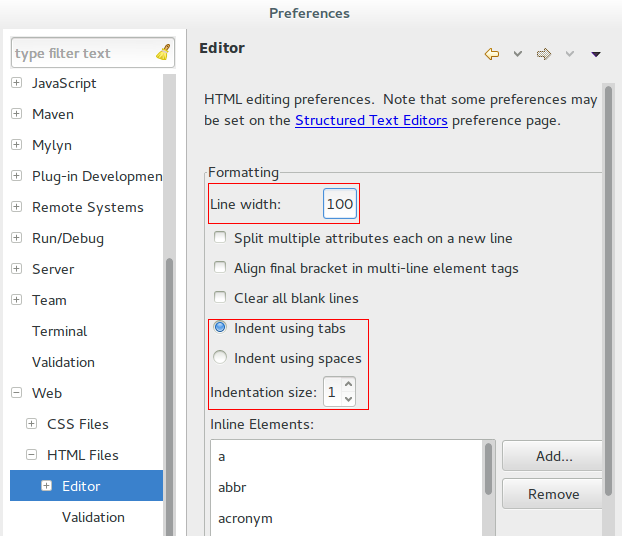 Preferences
type filter text
JavaScript
Maven
Mylyn
Plug-in Developmen
Remote Systems
Run/Debug
Server
Team
Terminal
Validation
Web
CSS Files
HTML Files
Editor
Validation
Editor
HTML editing preferences.  Note that some preferences may
be set on the Structured Text Editors preference page.
Formatting
Line width: 100
Split multiple attributes each on a new line
Align final bracket in multi-line element tags
Clear all blank lines
Indent using tabs
Indent using spaces
Indentation size: 1
Inline Elements:
a
abbr
acronym
Add...
Remove